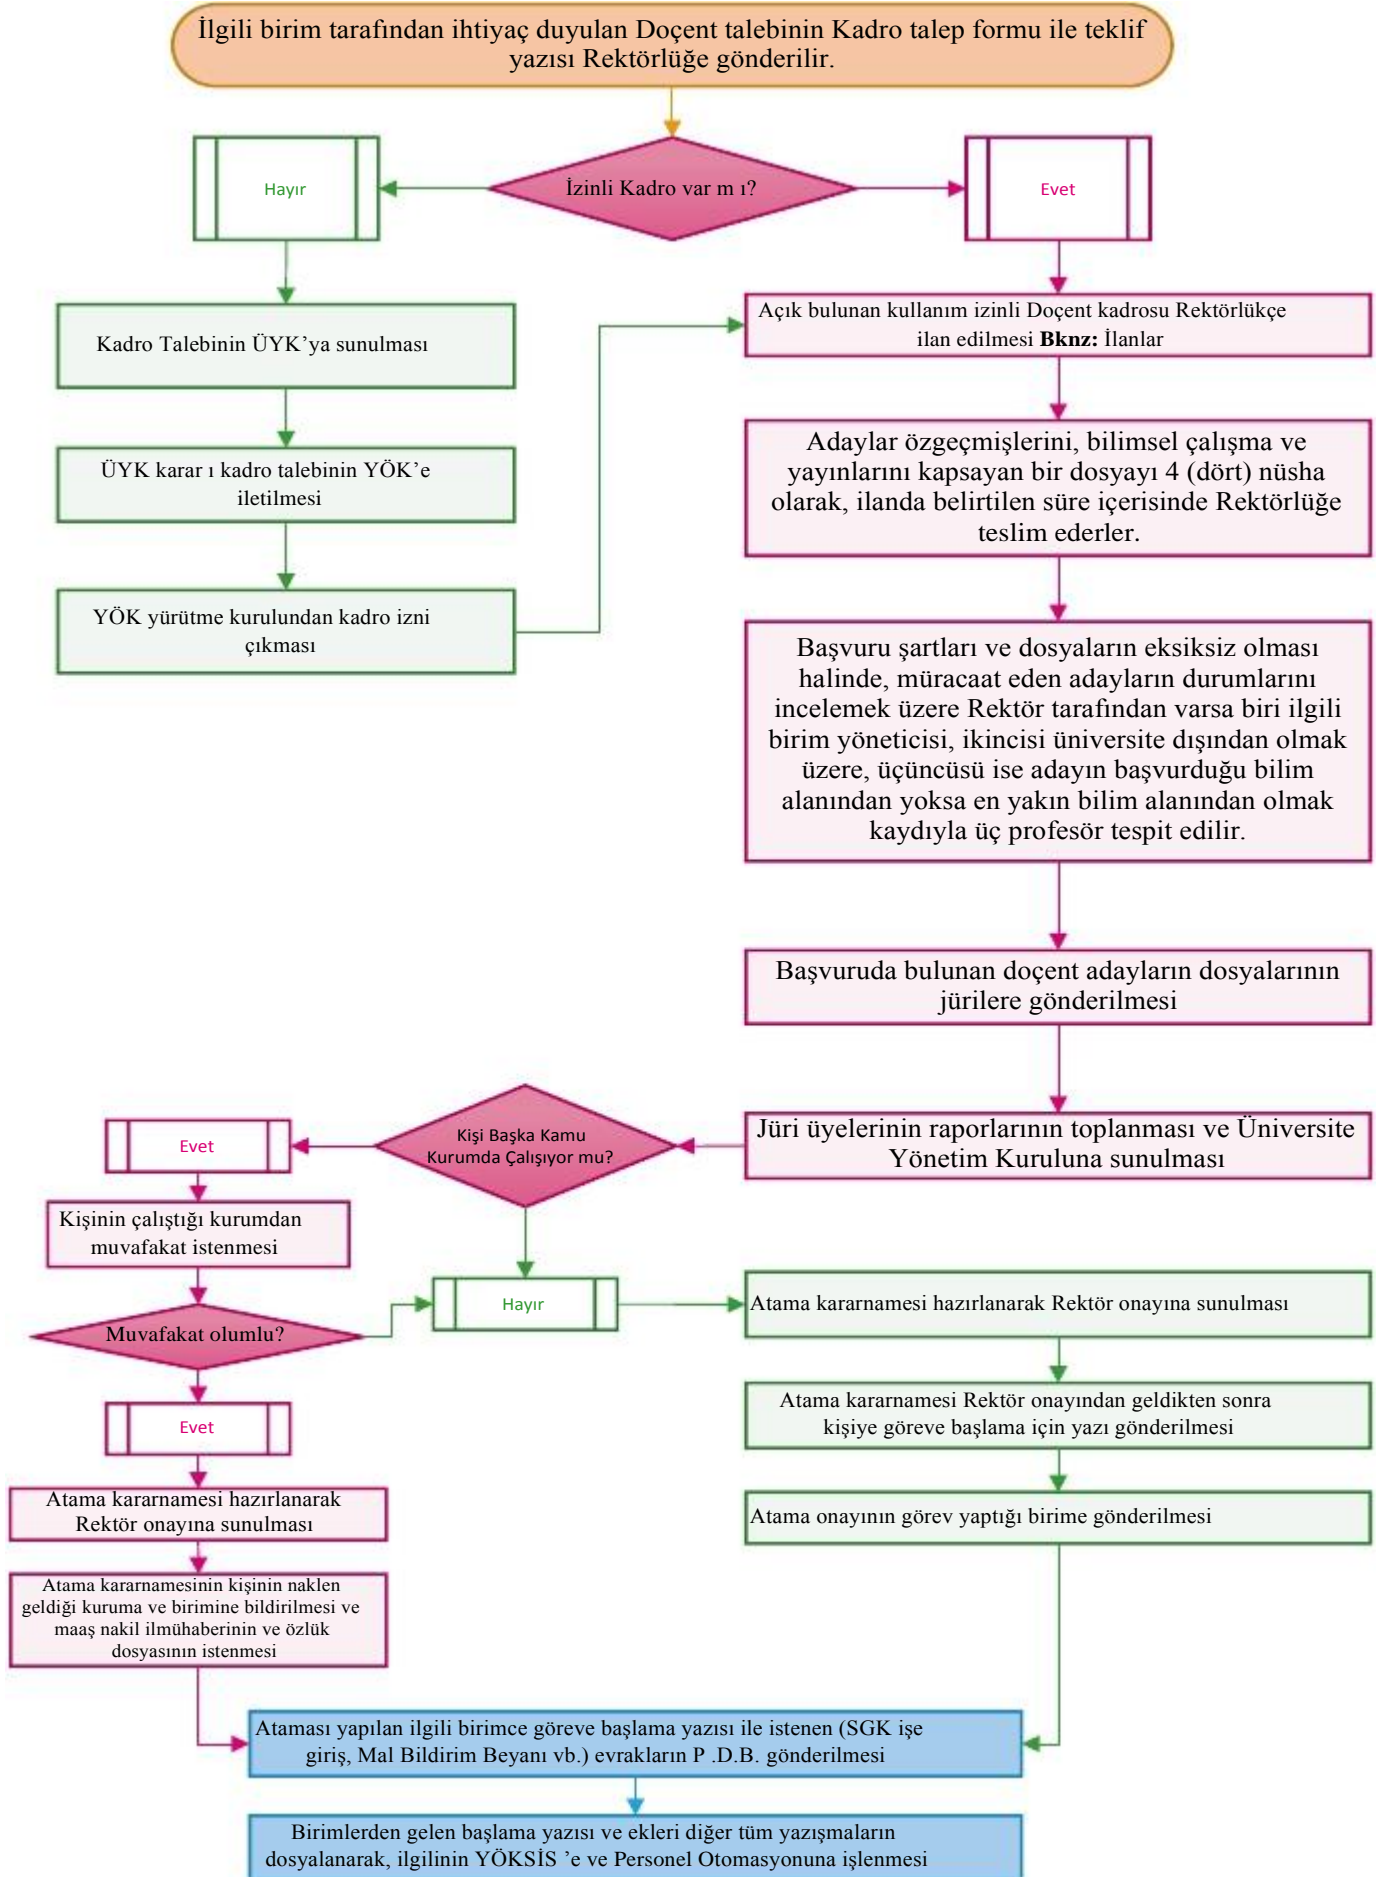 İlgili birim tarafından ihtiyaç duyulan Doçent talebinin Kadro talep formu ile teklif
yazısı Rektörlüğe gönderilir.
Hayır
İzinli Kadro var m ı?
Evet
Kadro Talebinin ÜYK’ya sunulması
ÜYK karar ı kadro talebinin YÖK’e
iletilmesi
YÖK yürütme kurulundan kadro izni
çıkması
Açık bulunan kullanım izinli Doçent kadrosu Rektörlükçe
ilan edilmesi Bknz: İlanlar
Adaylar özgeçmişlerini, bilimsel çalışma ve
yayınlarını kapsayan bir dosyayı 4 (dört) nüsha
olarak, ilanda belirtilen süre içerisinde Rektörlüğe
teslim ederler.
Başvuru şartları ve dosyaların eksiksiz olması
halinde, müracaat eden adayların durumlarını
incelemek üzere Rektör tarafından varsa biri ilgili
birim yöneticisi, ikincisi üniversite dışından olmak
üzere, üçüncüsü ise adayın başvurduğu bilim
alanından yoksa en yakın bilim alanından olmak
kaydıyla üç profesör tespit edilir.
Başvuruda bulunan doçent adayların dosyalarının
jürilere gönderilmesi
Jüri üyelerinin raporlarının toplanması ve Üniversite
Yönetim Kuruluna sunulması
Kişi Başka Kamu
Kurumda Çalışıyor mu?
Evet
Kişinin çalıştığı kurumdan
muvafakat istenmesi
Muvafakat olumlu?
Hayır
Evet
Atama kararnamesi hazırlanarak
Rektör onayına sunulması
Atama kararnamesinin kişinin naklen
geldiği kuruma ve birimine bildirilmesi ve
maaş nakil ilmühaberinin ve özlük
dosyasının istenmesi
Atama kararnamesi hazırlanarak Rektör onayına sunulması
Atama kararnamesi Rektör onayından geldikten sonra
kişiye göreve başlama için yazı gönderilmesi
Atama onayının görev yaptığı birime gönderilmesi
Ataması yapılan ilgili birimce göreve başlama yazısı ile istenen (SGK işe
giriş, Mal Bildirim Beyanı vb.) evrakların P .D.B. gönderilmesi
Birimlerden gelen başlama yazısı ve ekleri diğer tüm yazışmaların
dosyalanarak, ilgilinin YÖKSİS ’e ve Personel Otomasyonuna işlenmesi